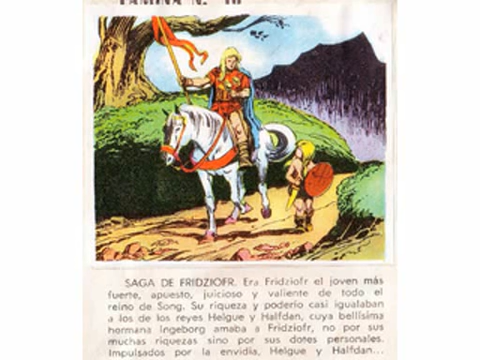 LAMINA N. 10
SAGA DE FRIDZIOFR. Era Fridziofr el joven más
fuerte, apuesto, juicioso y valiente de todo el
reino de Song. Su riqueza y poderío casi igualaban
a los de los reyes Helgue y Halfdan, cuya bellísima
hermana Ingeborg amaba a Fridziofr, no por sus
muchas riquezas sino por sus dotes personales.
Impulsados por la envidia, Helgue y Halfdan...